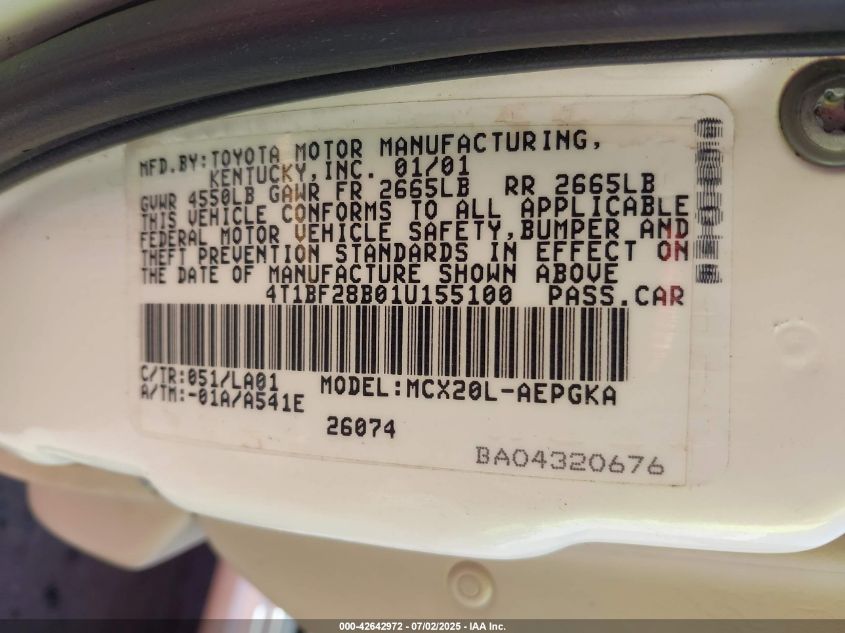 MFD.BY:TOYOTA MOTOR MANUFACTURING,
KENTUCKY,INC. 01/01
GVWR 4550LB GAWR FR 2665LB RR 2665LB
THIS VEHICLE CONFORMS TO ALL APPLICABLE
FEDERAL MOTOR VEHICLE SAFETY,BUMPER AND
THEFT PREVENTION STANDARDS IN EFFECT ON
THE DATE OF MANUFACTURE SHOWN ABOVE
4T1BF28B01U155100 PASS.CAR
C/TR:051/LA01 MODEL:MCX20L-AEPGKA
A/TM:-01A/A541E
26074
BA04320676
000-42642972 - 07/02/2025 - IAA Inc.